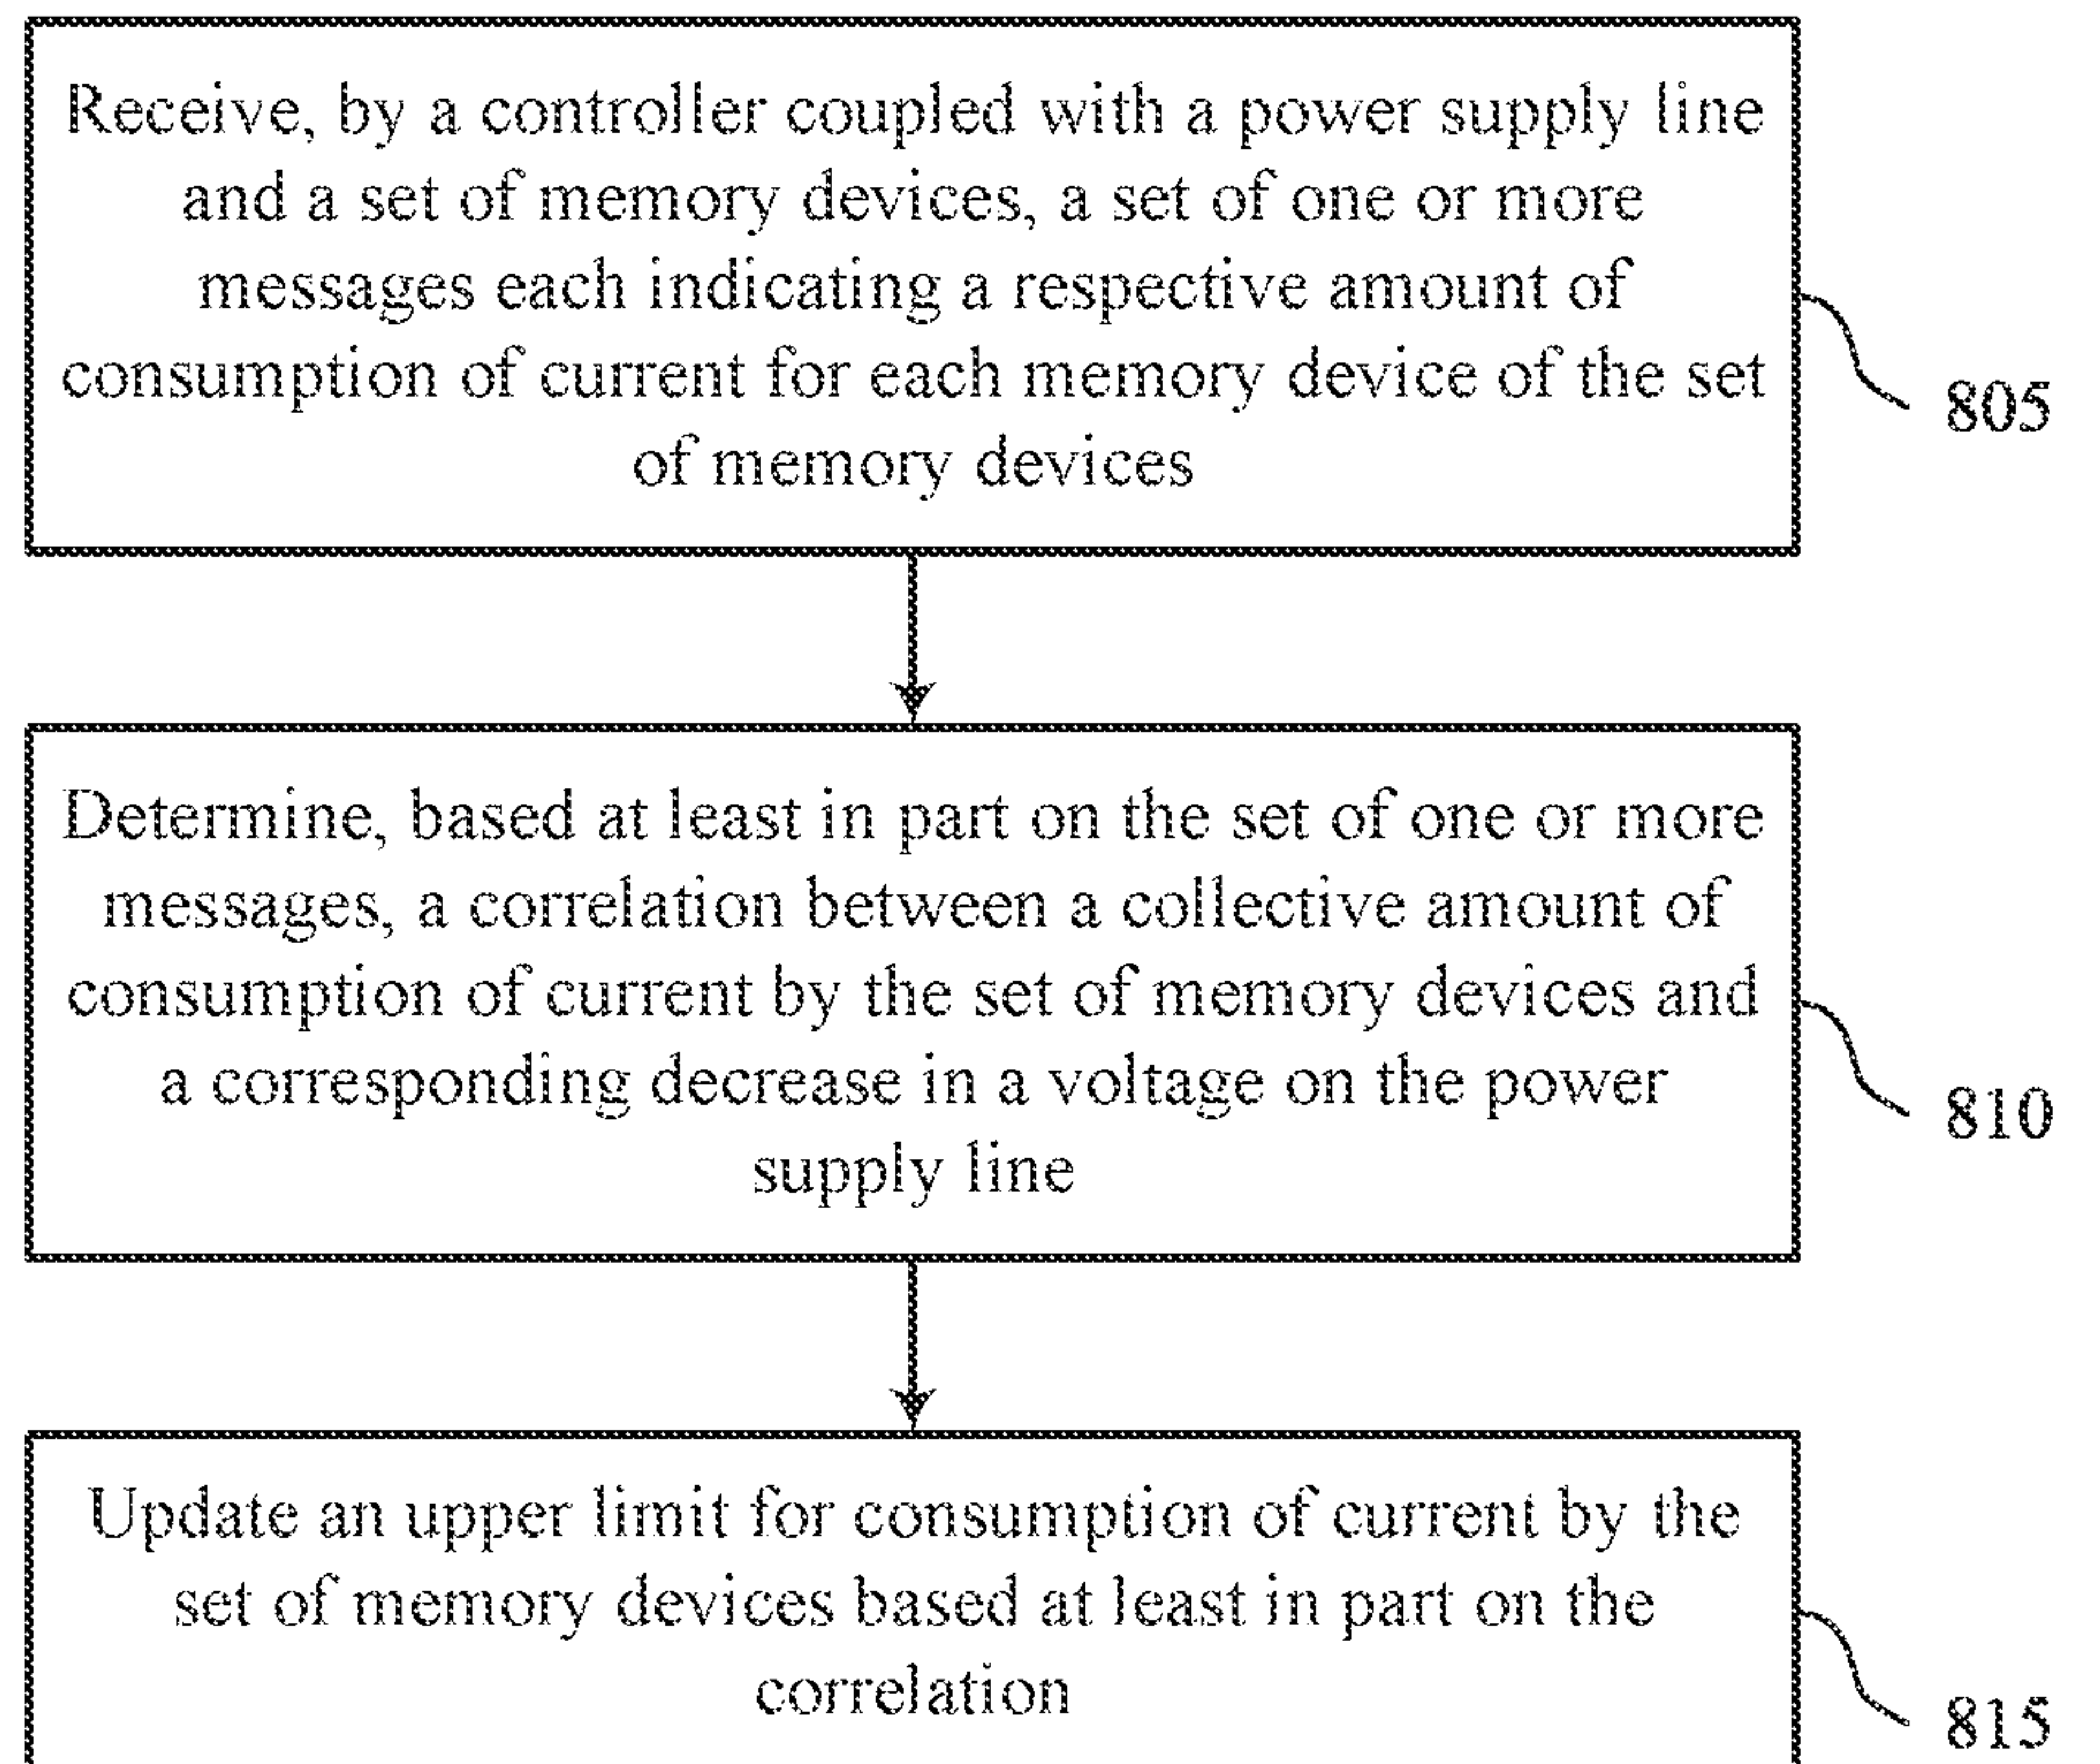 Receive, by a controller coupled with a power supply line
and a set of memory devices, a set of one or more
messages each indicating a respective amount of
consumption of current for each memory device of the set
of memory devices
805
Determine, based at least in part on the set of one or more
messages, a correlation between a collective amount of
consumption of current by the set of memory devices and
a corresponding decrease in a voltage on the power
supply line
810
Update an upper limit for consumption of current by the
set of memory devices based at least in part on the
correlation
815